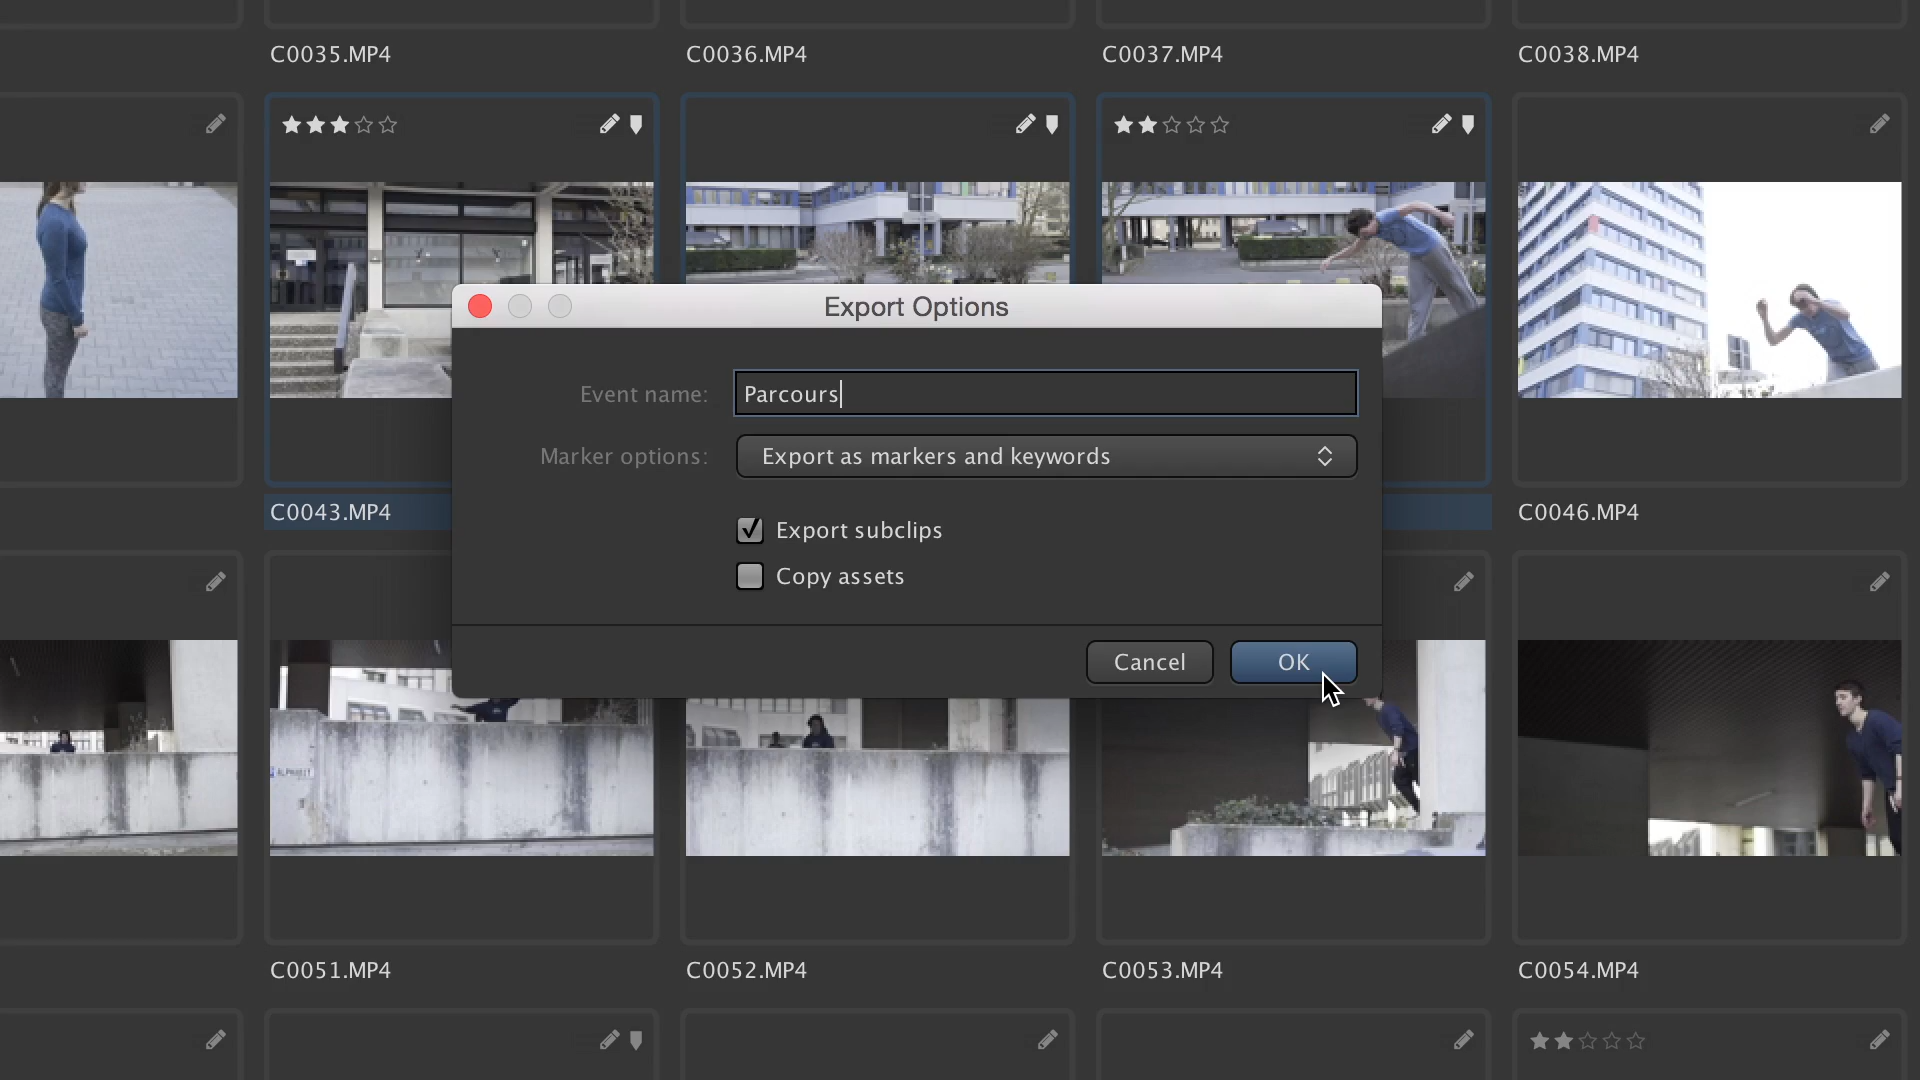 C0035.MP4
C0036.MP4
C0037.MP4
C0038.MP4
Export Options
Event name:
Parcours
Marker options:
Export as markers and keywords
Export subclips
Copy assets
Cancel
OK
C0043.MP4
C0046.MP4
ALPHABET
C0051.MP4
C0052.MP4
C0053.MP4
C0054.MP4